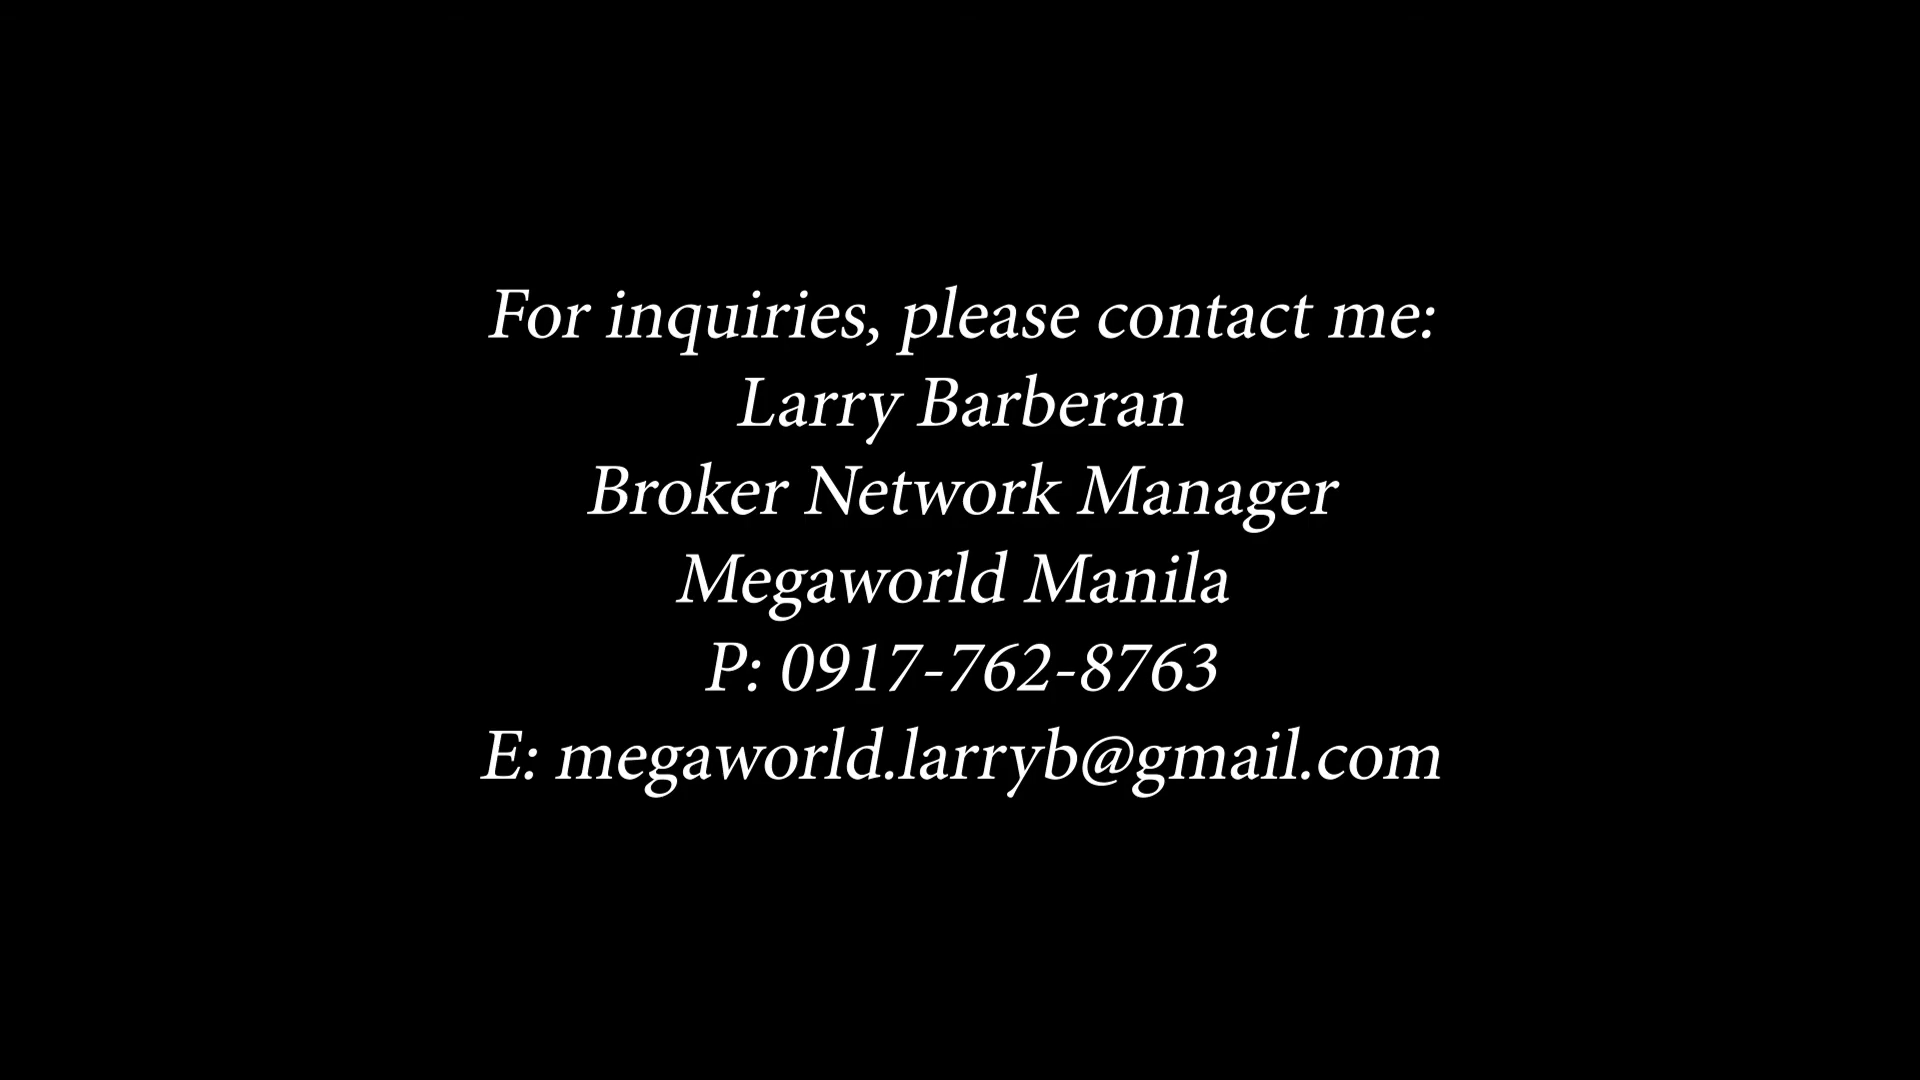 For inquiries, please contact me:
Larry Barberan
Broker Network Manager
Megaworld Manila
P: 0917-762-8763
E: megaworld.larryb@gmail.com